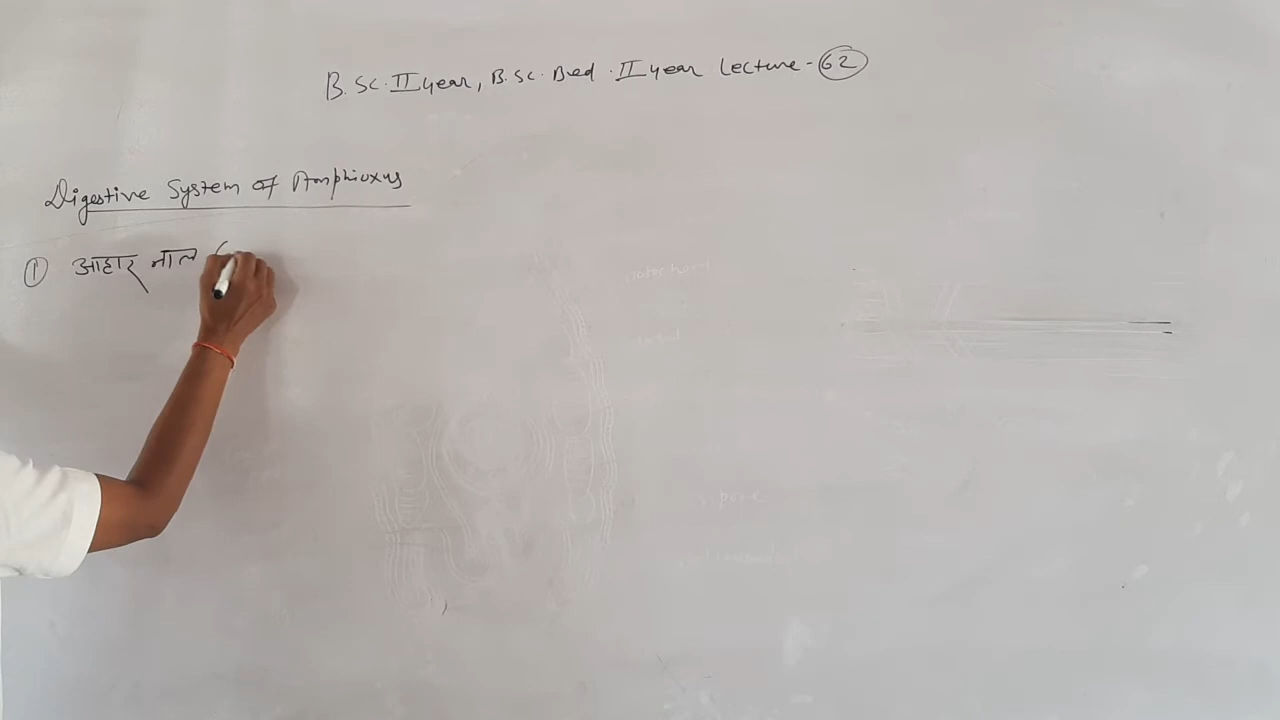 B.Sc. II year, B.Sc. Bed. II year Lecture - 62
Digestive System of Amphioxus
① आहार नाल (